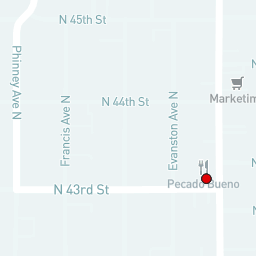 N 45th St
Phinney Ave N
Marketim
N 44th St
Francis Ave N
Evanston Ave N
Pecado Bueno
N 43rd St